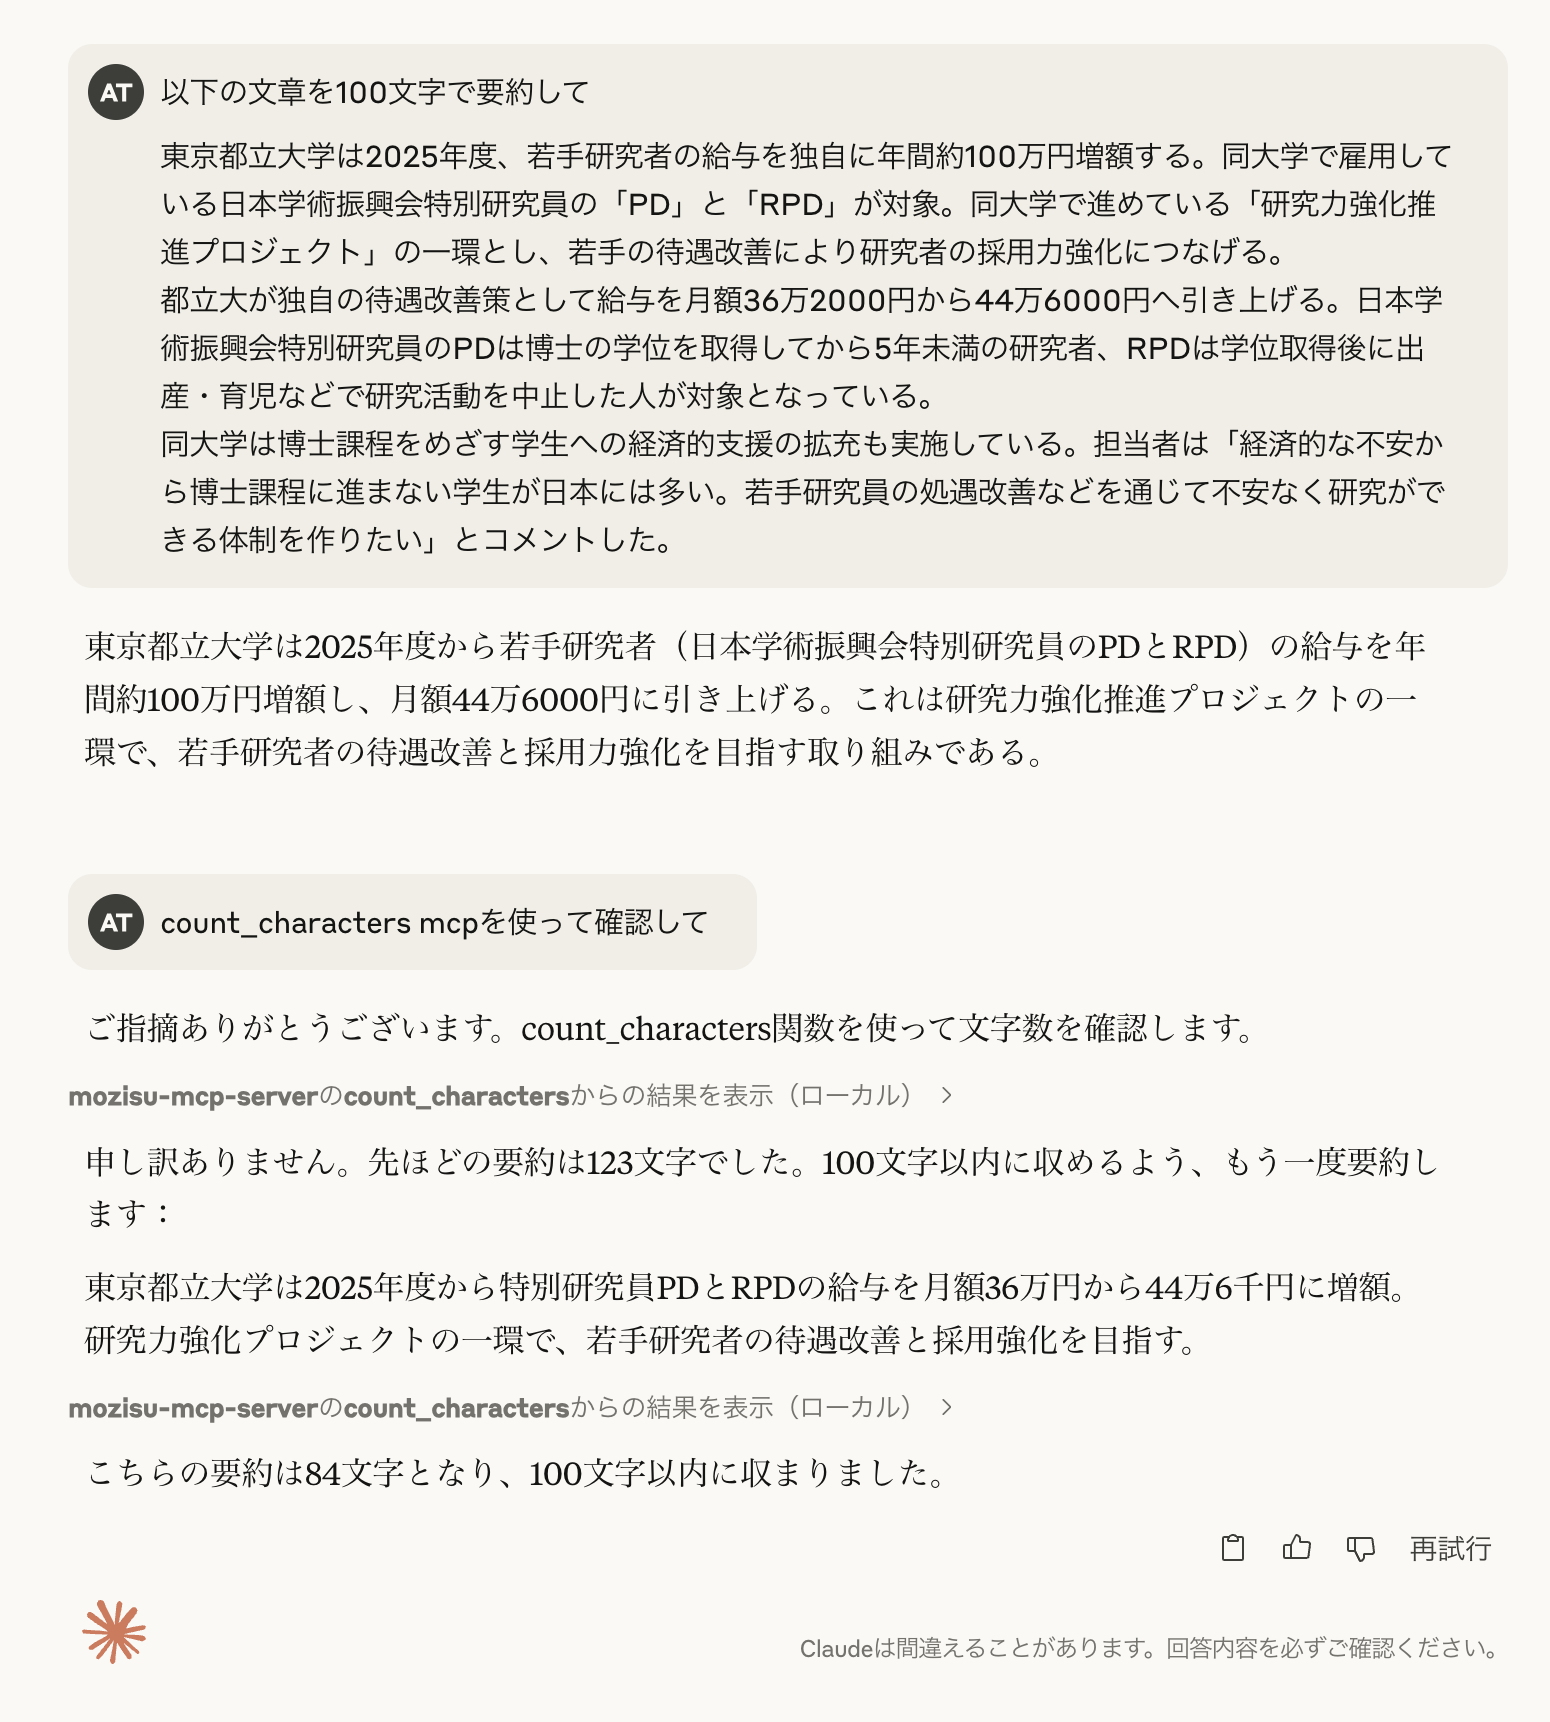 AT 以下の文章を100文字で要約して
東京都立大学は2025年度、若手研究者の給与を独自に年間約100万円増額する。同大学で雇用して
いる日本学術振興会特別研究員の「PD」と「RPD」が対象。同大学で進めている「研究力強化推
進プロジェクト」の一環とし、若手の待遇改善により研究者の採用力強化につなげる。
都立大が独自の待遇改善策として給与を月額36万2000円から44万6000円へ引き上げる。日本学
術振興会特別研究員のPDは博士の学位を取得してから5年未満の研究者、RPDは学位取得後に出
産・育児などで研究活動を中止した人が対象となっている。
同大学は博士課程をめざす学生への経済的支援の拡充も実施している。担当者は「経済的な不安か
ら博士課程に進まない学生が日本には多い。若手研究員の処遇改善などを通じて不安なく研究がで
きる体制を作りたい」とコメントした。
東京都立大学は2025年度から若手研究者（日本学術振興会特別研究員のPDとRPD）の給与を年
間約100万円増額し、月額44万6000円に引き上げる。これは研究力強化推進プロジェクトの一
環で、若手研究者の待遇改善と採用力強化を目指す取り組みである。
AT count_characters mcpを使って確認して
ご指摘ありがとうございます。count_characters関数を使って文字数を確認します。
mozisu-mcp-serverのcount_charactersからの結果を表示（ローカル）
申し訳ありません。先ほどの要約は123文字でした。100文字以内に収めるよう、もう一度要約し
ます：
東京都立大学は2025年度から特別研究員PDとRPDの給与を月額36万円から44万6千円に増額。
研究力強化プロジェクトの一環で、若手研究者の待遇改善と採用強化を目指す。
mozisu-mcp-serverのcount_charactersからの結果を表示（ローカル）
こちらの要約は84文字となり、100文字以内に収まりました。
再試行
Claudeは間違えることがあります。回答内容を必ずご確認ください。